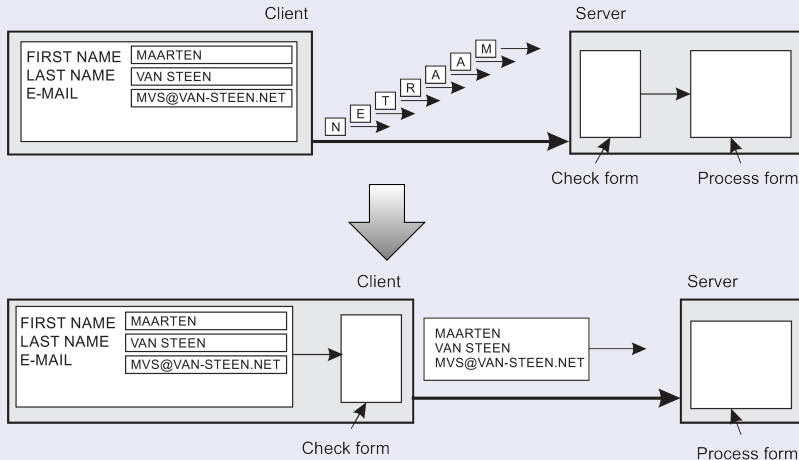 Client
Server
FIRST NAME MAARTEN
LAST NAME VAN STEEN
E-MAIL MVS@VAN-STEEN.NET
N E T R A A M
Check form
Process form
Client
Server
FIRST NAME MAARTEN
LAST NAME VAN STEEN
E-MAIL MVS@VAN-STEEN.NET
MAARTEN
VAN STEEN
MVS@VAN-STEEN.NET
Check form
Process form